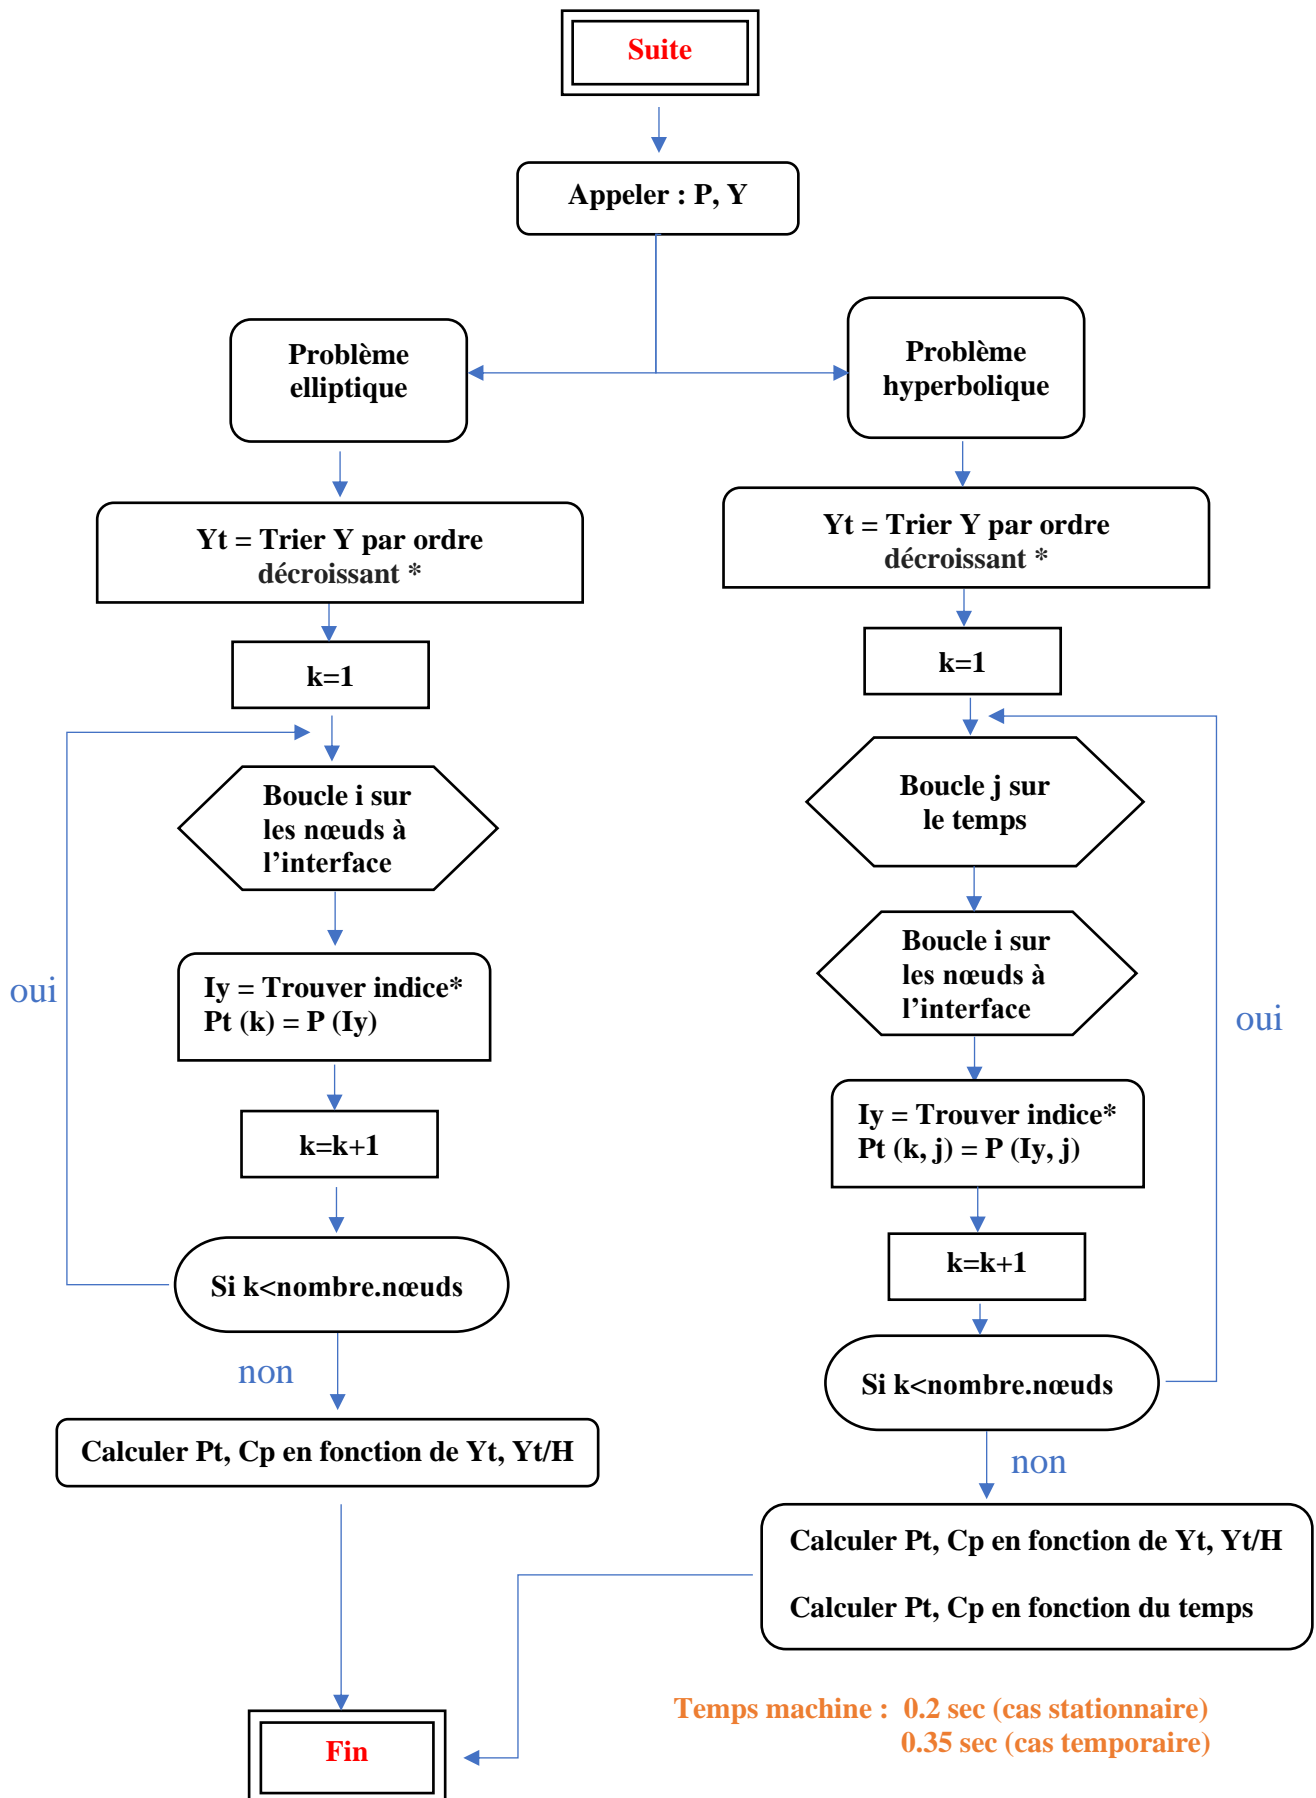 Suite
Appeler : P, Y
Problème
elliptique
Problème
hyperbolique
Yt = Trier Y par ordre
décroissant *
Yt = Trier Y par ordre
décroissant *
k=1
k=1
Boucle i sur
les nœuds à
l’interface
Boucle j sur
le temps
Boucle i sur
les nœuds à
l’interface
oui
Iy = Trouver indice*
Pt (k) = P (Iy)
oui
Iy = Trouver indice*
Pt (k, j) = P (Iy, j)
k=k+1
k=k+1
Si k<nombre.nœuds
Si k<nombre.nœuds
non
non
Calculer Pt, Cp en fonction de Yt, Yt/H
Calculer Pt, Cp en fonction de Yt, Yt/H
Calculer Pt, Cp en fonction du temps
Temps machine : 0.2 sec (cas stationnaire)
0.35 sec (cas temporaire)
Fin